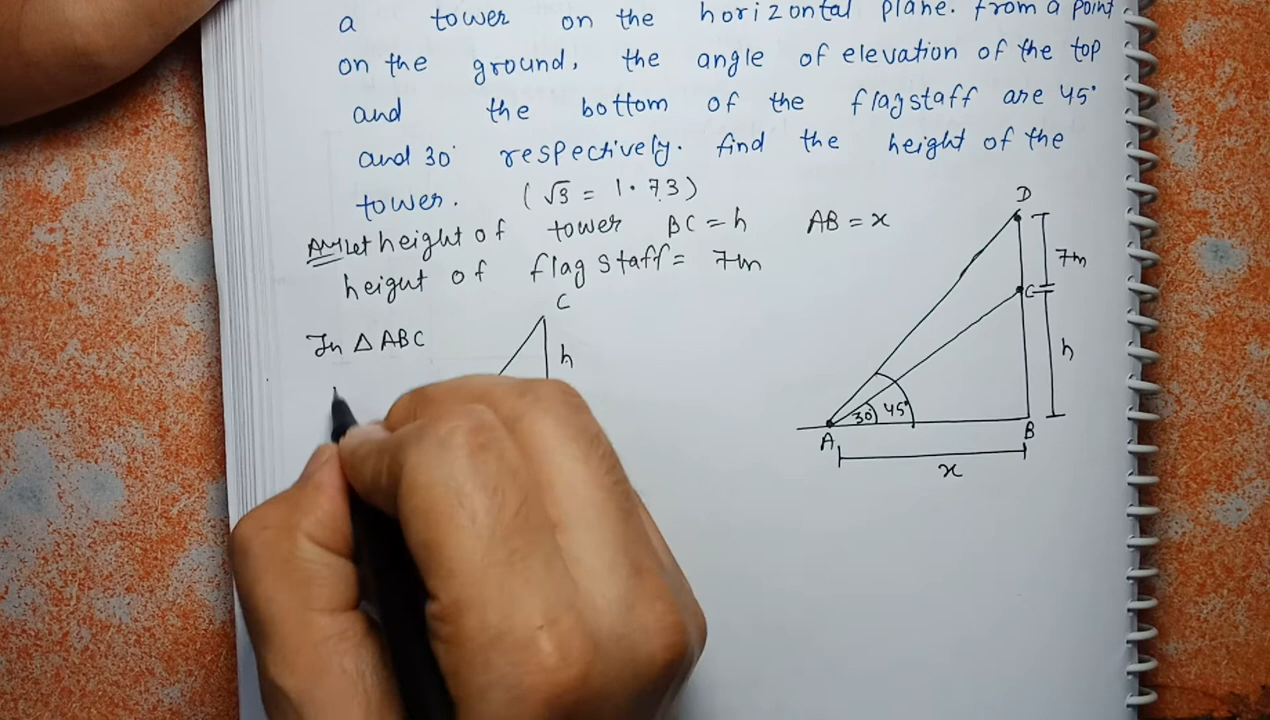 a tower on the horizontal plane. from a point
on the ground, the angle of elevation of the top
and the bottom of the flagstaff are 45°
and 30° respectively. find the height of the
tower. (√3 = 1.73)
Ans Let height of tower BC = h AB = x
height of flagstaff = 7m
In △ ABC
C
h
D
7m
C
h
30 45°
A
B
x